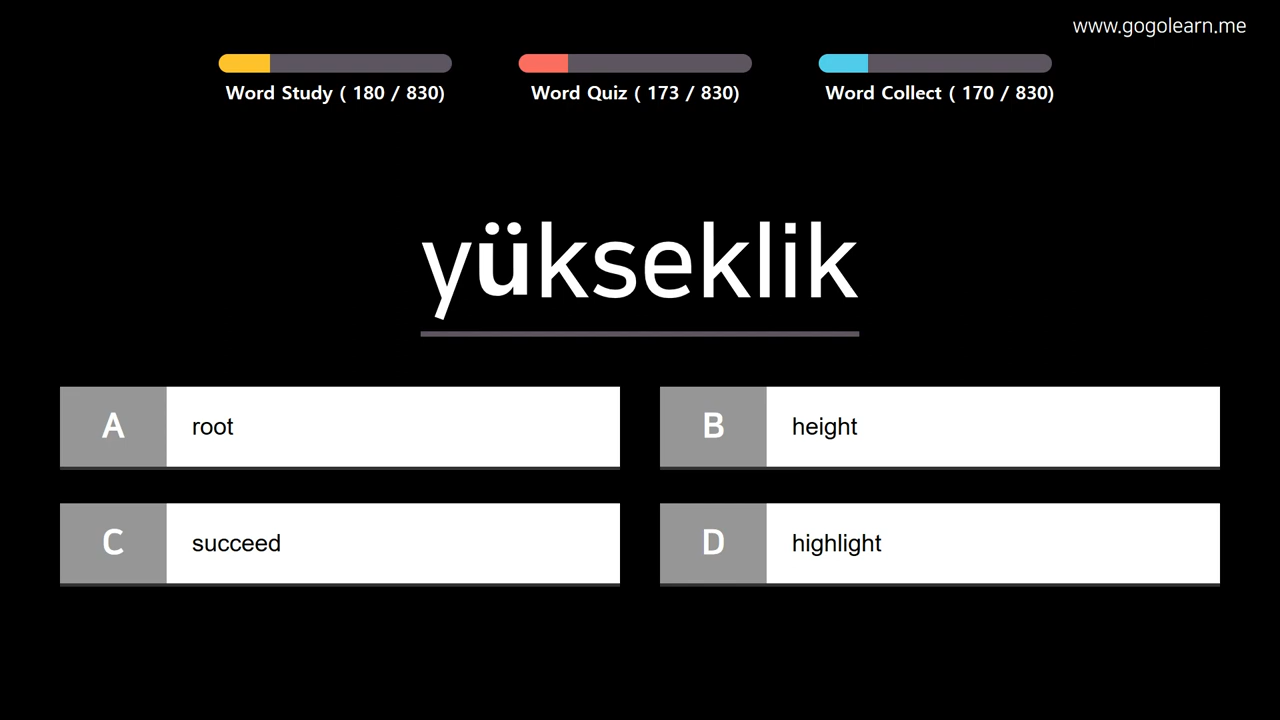 www.gogolearn.me
Word Study ( 180 / 830)
Word Quiz ( 173 / 830)
Word Collect ( 170 / 830)
yükseklik
A
root
B
height
C
succeed
D
highlight